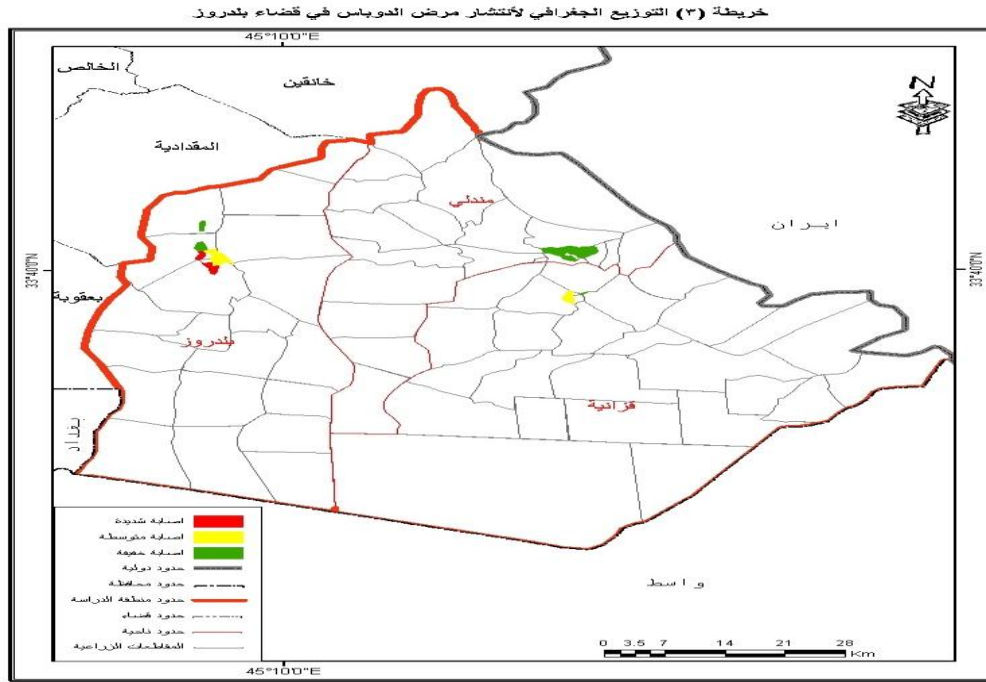 خريطة (٣) التوزيع الجغرافي لأنتشار مرض الدوباس في قضاء بلدروز
45°10'0"E
الخالص
خانقين
N
المقدادية
مندلي
ايران
33°40'0"N
33°40'0"N
بعقوبة
بلدروز
قزانية
بغداد
واسط
اصابة شديدة
اصابة متوسطة
اصابة خفيفة
حدود دولية
حدود محافظة
حدود منطقة الدراسة
حدود قضاء
حدود ناحية
المقاطعات الزراعية
0 3.5 7 14 21 28
Km
45°10'0"E